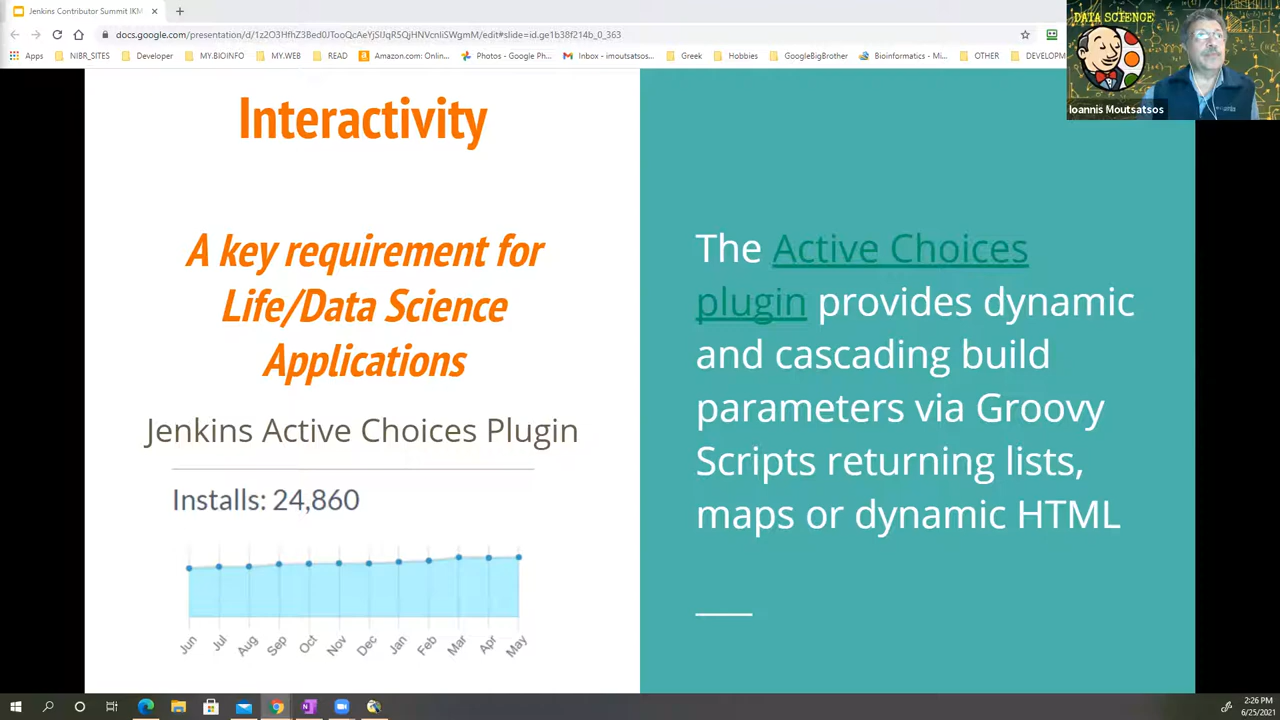 Jenkins Contributor Summit IKM
docs.google.com/presentation/d/1z2O3HfhZ3Bed0JTooQcAeYjSIJqR5QjHNVcnIiSWgmM/edit#slide=id.ge1b38f214b_0_363
Apps
NIBR_SITES
Developer
MY.BIOINFO
MY.WEB
READ
Amazon.com: Onlin...
Photos - Google Ph...
Inbox - imoutsatsos...
Greek
Hobbies
GoogleBigBrother
Bioinformatics - Mi...
OTHER
DEVELOPM
DATA SCIENCE
Ioannis Moutsatsos
Interactivity
A key requirement for
Life/Data Science
Applications
Jenkins Active Choices Plugin
Installs: 24,860
Jun
Jul
Aug
Sep
Oct
Nov
Dec
Jan
Feb
Mar
Apr
May
The Active Choices
plugin provides dynamic
and cascading build
parameters via Groovy
Scripts returning lists,
maps or dynamic HTML
2:26 PM
6/25/2021